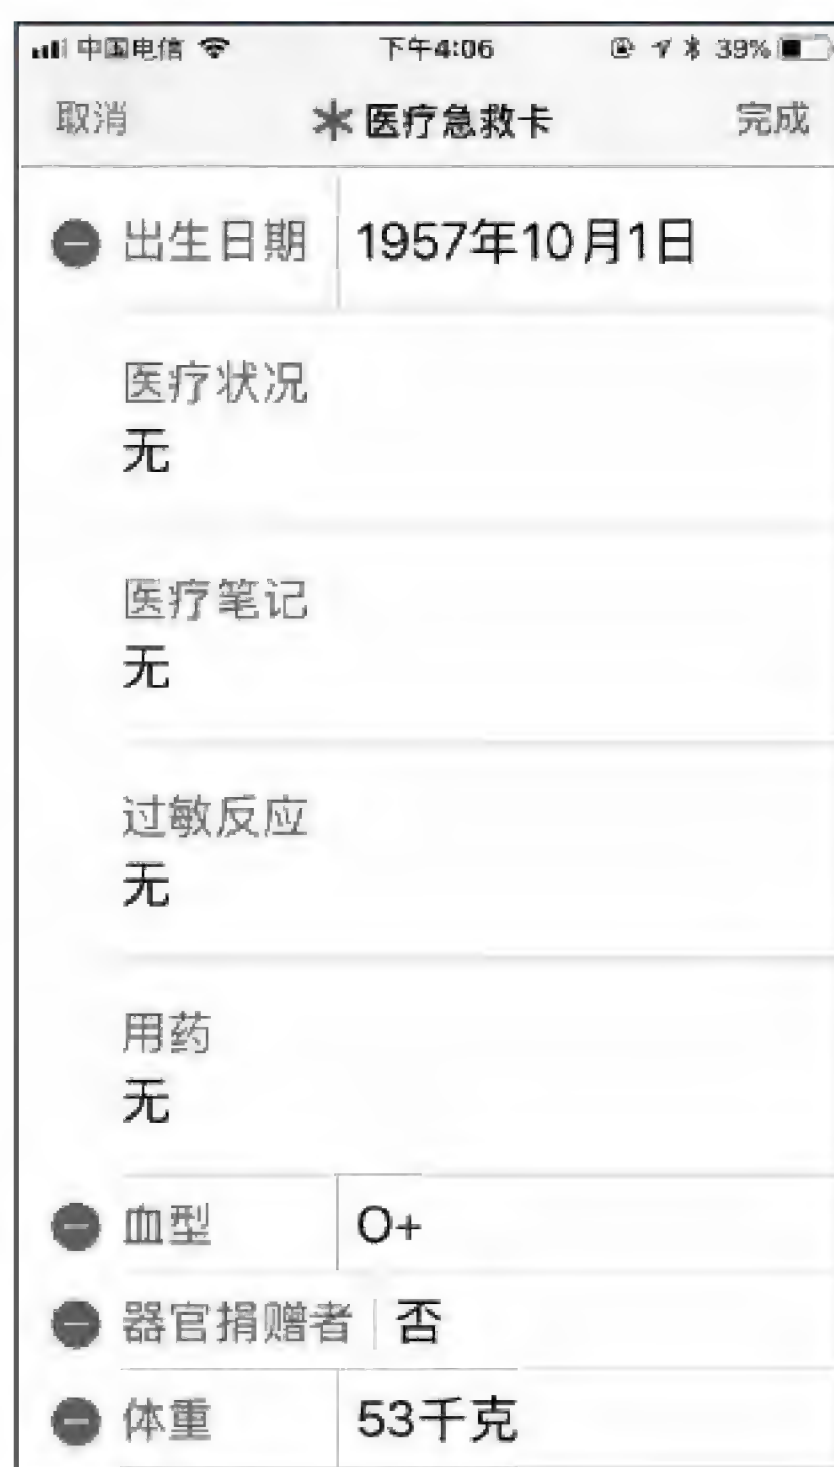 中国电信 下午4:06 39%
取消 医疗急救卡 完成
出生日期 1957年10月1日
医疗状况
无
医疗笔记
无
过敏反应
无
用药
无
血型 O+
器官捐赠者 否
体重 53千克